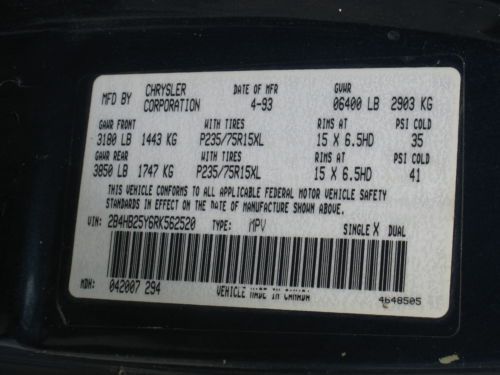 MFD BY CHRYSLER CORPORATION DATE OF MFR 4-93 GVWR 06400 LB 2903 KG
GAWR FRONT WITH TIRES RIMS AT PSI COLD
3180 LB 1443 KG P235/75R15XL 15 X 6.5HD 35
GAWR REAR WITH TIRES RIMS AT PSI COLD
3850 LB 1747 KG P235/75R15XL 15 X 6.5HD 41
THIS VEHICLE CONFORMS TO ALL APPLICABLE FEDERAL MOTOR VEHICLE SAFETY
STANDARDS IN EFFECT ON THE DATE OF MANUFACTURE SHOWN ABOVE.
VIN: 2B4HB25Y6RK562520 TYPE: MPV SINGLE X DUAL
MDH: 042007 294 VEHICLE MADE IN CANADA 4648505